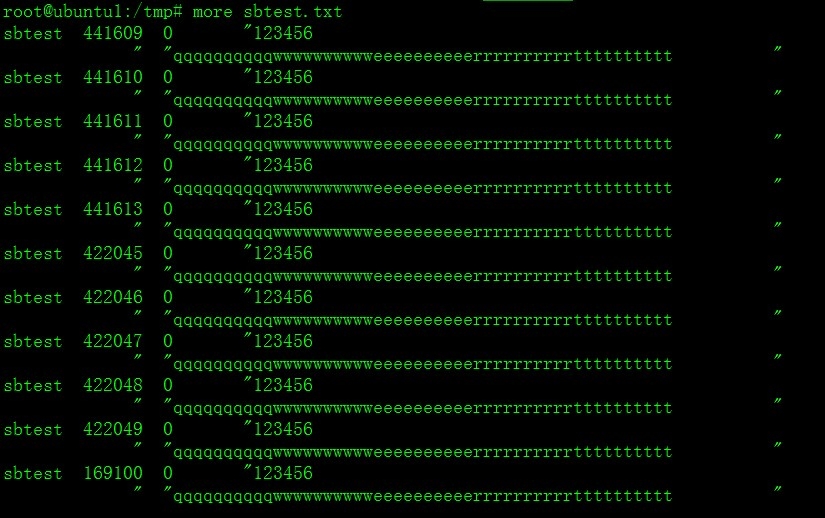 root@ubuntu1:/tmp# more sbtest.txt
sbtest  441609  0       "123456
             "  "qqqqqqqqqqwwwwwwwwwweeeeeeeeeerrrrrrrrrrtttttttttt          "
sbtest  441610  0       "123456
             "  "qqqqqqqqqqwwwwwwwwwweeeeeeeeeerrrrrrrrrrtttttttttt          "
sbtest  441611  0       "123456
             "  "qqqqqqqqqqwwwwwwwwwweeeeeeeeeerrrrrrrrrrtttttttttt          "
sbtest  441612  0       "123456
             "  "qqqqqqqqqqwwwwwwwwwweeeeeeeeeerrrrrrrrrrtttttttttt          "
sbtest  441613  0       "123456
             "  "qqqqqqqqqqwwwwwwwwwweeeeeeeeeerrrrrrrrrrtttttttttt          "
sbtest  422045  0       "123456
             "  "qqqqqqqqqqwwwwwwwwwweeeeeeeeeerrrrrrrrrrtttttttttt          "
sbtest  422046  0       "123456
             "  "qqqqqqqqqqwwwwwwwwwweeeeeeeeeerrrrrrrrrrtttttttttt          "
sbtest  422047  0       "123456
             "  "qqqqqqqqqqwwwwwwwwwweeeeeeeeeerrrrrrrrrrtttttttttt          "
sbtest  422048  0       "123456
             "  "qqqqqqqqqqwwwwwwwwwweeeeeeeeeerrrrrrrrrrtttttttttt          "
sbtest  422049  0       "123456
             "  "qqqqqqqqqqwwwwwwwwwweeeeeeeeeerrrrrrrrrrtttttttttt          "
sbtest  169100  0       "123456
             "  "qqqqqqqqqqwwwwwwwwwweeeeeeeeeerrrrrrrrrrtttttttttt          "